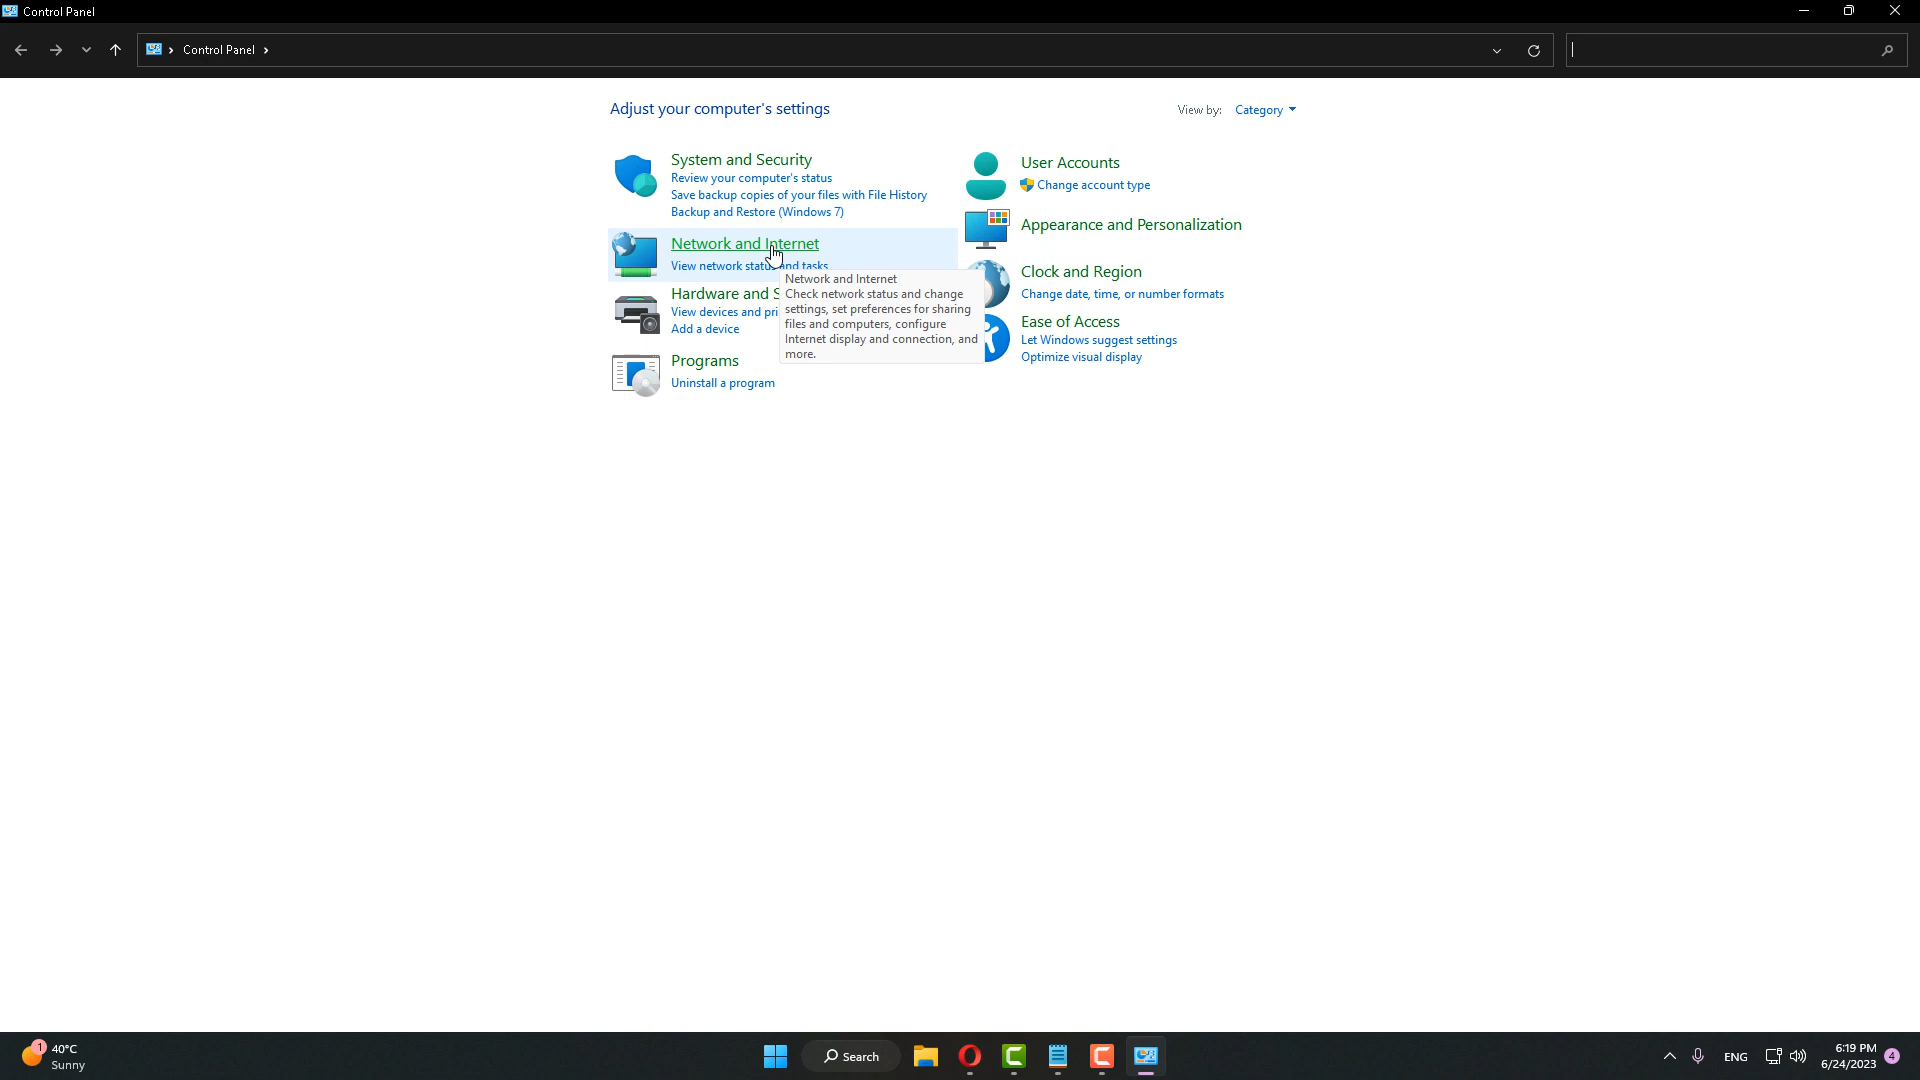 Control Panel
Control Panel
Adjust your computer's settings
View by: Category
System and Security
Review your computer's status
Save backup copies of your files with File History
Backup and Restore (Windows 7)
Network and Internet
View network status and tasks
Hardware and S
View devices and pri
Add a device
Programs
Uninstall a program
Network and Internet
Check network status and change
settings, set preferences for sharing
files and computers, configure
Internet display and connection, and
more.
User Accounts
Change account type
Appearance and Personalization
Clock and Region
Change date, time, or number formats
Ease of Access
Let Windows suggest settings
Optimize visual display
1
40°C
Sunny
Search
ENG
6:19 PM
6/24/2023
4